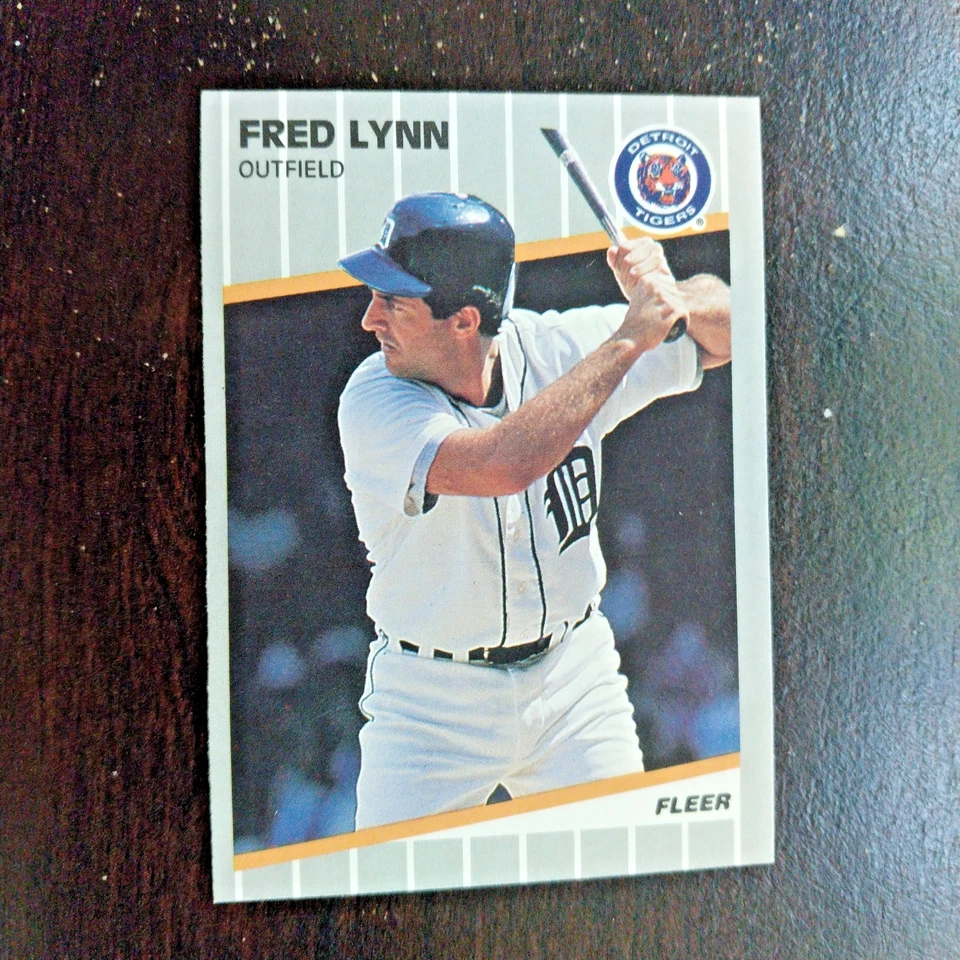 FRED LYNN
OUTFIELD
DETROIT
TIGERS
®
D
D
FLEER